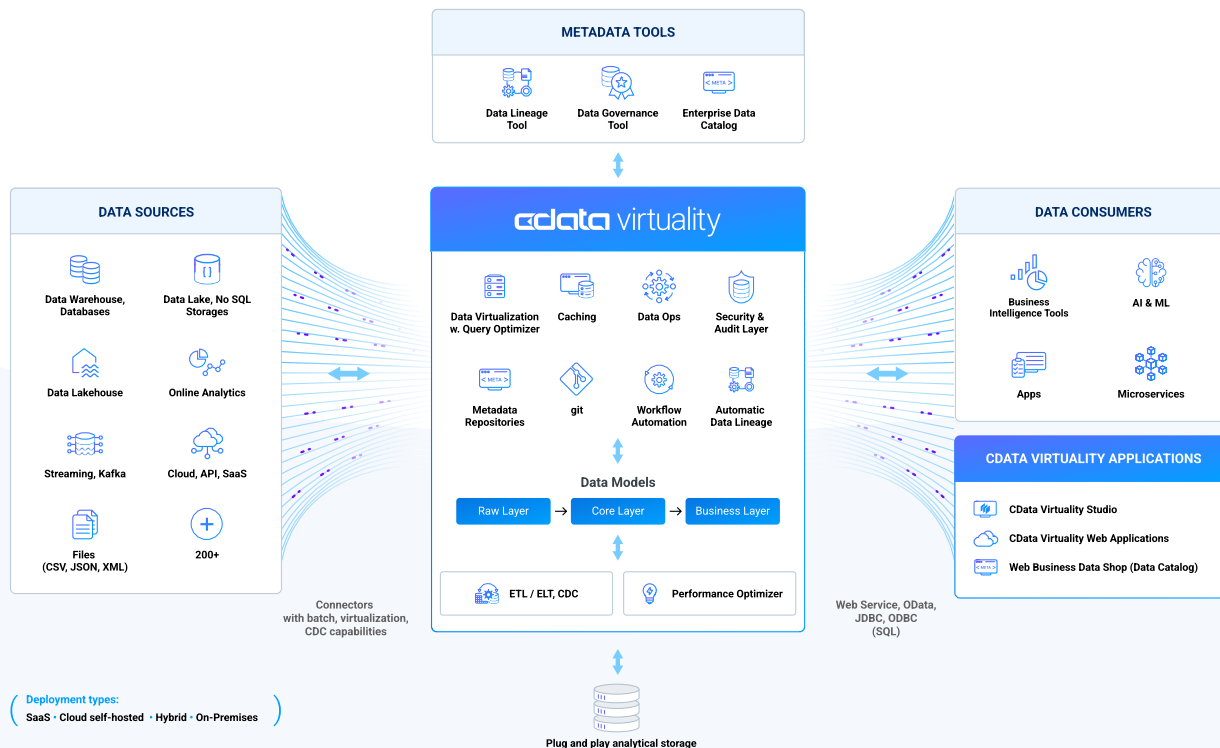 METADATA TOOLS
Data Lineage
Tool
Data Governance
Tool
< META >
Enterprise Data
Catalog
DATA SOURCES
Data Warehouse,
Databases
{ }
Data Lake, No SQL
Storages
Data Lakehouse
Online Analytics
Streaming, Kafka
Cloud, API, SaaS
Files
(CSV, JSON, XML)
200+
Connectors
with batch, virtualization,
CDC capabilities
cdata virtuality
Data Virtualization
w. Query Optimizer
Caching
Data Ops
Security &
Audit Layer
< META >
Metadata
Repositories
git
Workflow
Automation
Automatic
Data Lineage
Data Models
Raw Layer
Core Layer
Business Layer
ETL / ELT, CDC
Performance Optimizer
DATA CONSUMERS
Business
Intelligence Tools
AI & ML
Apps
Microservices
CDATA VIRTUALITY APPLICATIONS
CData Virtuality Studio
CData Virtuality Web Applications
< META >
Web Business Data Shop (Data Catalog)
Web Service, OData,
JDBC, ODBC
(SQL)
Deployment types:
SaaS • Cloud self-hosted • Hybrid • On-Premises
Plug and play analytical storage